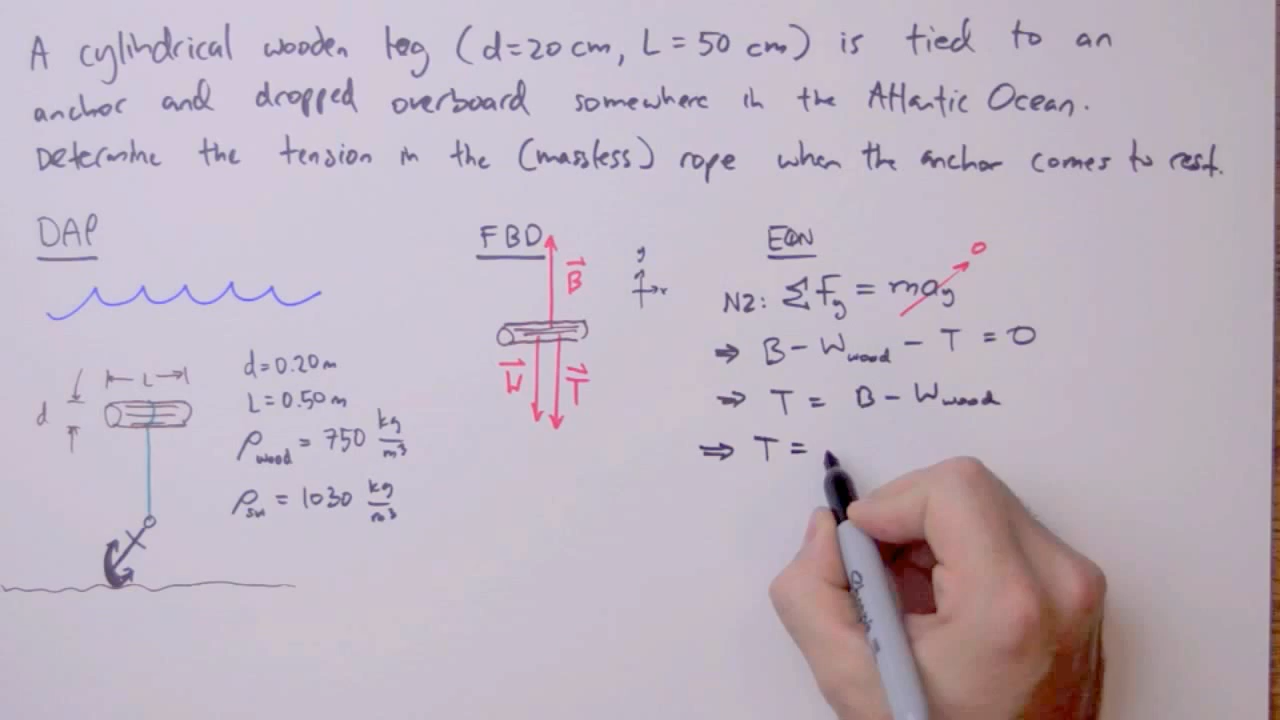 A cylindrical wooden leg (d=20 cm, L = 50 cm) is tied to an
anchor and dropped overboard somewhere in the Atlantic Ocean.
Determine the tension in the (massless) rope when the anchor comes to rest.
DAP
L
d
d=0.20m
L=0.50m
ρwood = 750 kg/m³
ρsw = 1030 kg/m³
FBD
B⃗
W⃗
T⃗
y
x
EQN
N2: ΣFy = may 0
⇒ B - Wwood - T = 0
⇒ T = B - Wwood
⇒ T =
Sharpie